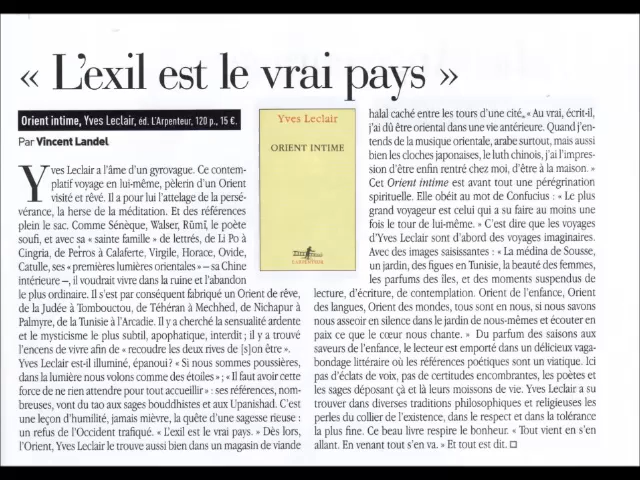 « L'exil est le vrai pays »
Orient intime, Yves Leclair, éd. L'Arpenteur, 120 p., 15 €.
Par Vincent Landel
Yves Leclair a l'âme d'un gyrovague. Ce contem-
platif voyage en lui-même, pèlerin d'un Orient
visité et rêvé. Il a pour lui l'attelage de la persé-
vérance, la herse de la méditation. Et des références
plein le sac. Comme Sénèque, Walser, Rûmî, le poète
soufi, et avec sa « sainte famille » de lettrés, de Li Po à
Cingria, de Perros à Calaferte, Virgile, Horace, Ovide,
Catulle, ses « premières lumières orientales » – sa Chine
intérieure –, il voudrait vivre dans la ruine et l'abandon
le plus ordinaire. Il s'est par conséquent fabriqué un Orient de rêve,
de la Judée à Tombouctou, de Téhéran à Mechhed, de Nichapur à
Palmyre, de la Tunisie à l'Arcadie. Il y a cherché la sensualité ardente
et le mysticisme le plus subtil, apophatique, interdit ; il y a trouvé
l'encens de vivre afin de « recoudre les deux rives de [s]on être ».
Yves Leclair est-il illuminé, épanoui ? « Si nous sommes poussières,
dans la lumière nous volons comme des étoiles » ; « Il faut avoir cette
force de ne rien attendre pour tout accueillir » : ses références, nom-
breuses, vont du tao aux sages bouddhistes et aux Upanishad. C'est
une leçon d'humilité, jamais mièvre, la quête d'une sagesse rieuse :
un refus de l'Occident trafiqué. « L'exil est le vrai pays. » Dès lors,
l'Orient, Yves Leclair le trouve aussi bien dans un magasin de viande
Yves Leclair
ORIENT INTIME
L'ARPENTEUR
halal caché entre les tours d'une cité. « Au vrai, écrit-il,
j'ai dû être oriental dans une vie antérieure. Quand j'en-
tends de la musique orientale, arabe surtout, mais aussi
bien les cloches japonaises, le luth chinois, j'ai l'impres-
sion d'être enfin rentré chez moi, d'être à la maison. »
Cet Orient intime est avant tout une pérégrination
spirituelle. Elle obéit au mot de Confucius : « Le plus
grand voyageur est celui qui a su faire au moins une
fois le tour de lui-même. » C'est dire que les voyages
d'Yves Leclair sont d'abord des voyages imaginaires.
Avec des images saisissantes : « La médina de Sousse,
un jardin, des figues en Tunisie, la beauté des femmes,
les parfums des îles, et des moments suspendus de
lecture, d'écriture, de contemplation. Orient de l'enfance, Orient
des langues, Orient des mondes, tous sont en nous, si nous savons
nous asseoir en silence dans le jardin de nous-mêmes et écouter en
paix ce que le cœur nous chante. » Du parfum des saisons aux
saveurs de l'enfance, le lecteur est emporté dans un délicieux vaga-
bondage littéraire où les références poétiques sont un viatique. Ici
pas d'éclats de voix, pas de certitudes encombrantes, les poètes et
les sages déposant çà et là leurs moissons de vie. Yves Leclair a su
trouver dans diverses traditions philosophiques et religieuses les
perles du collier de l'existence, dans le respect et dans la tolérance
la plus fine. Ce beau livre respire le bonheur. « Tout vient en s'en
allant. En venant tout s'en va. » Et tout est dit.